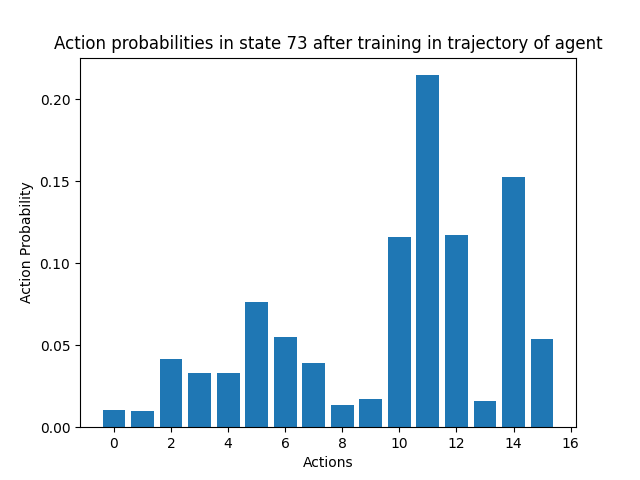 Action probabilities in state 73 after training in trajectory of agent
0.20
0.15
0.10
0.05
0.00
Action Probability
0 2 4 6 8 10 12 14 16
Actions